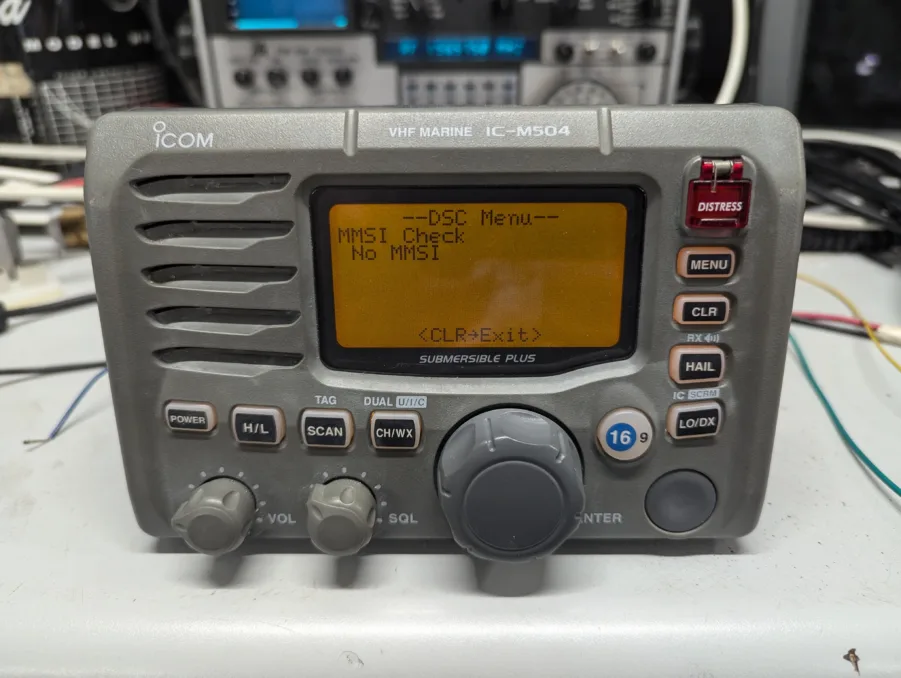 MODEL
ICOM
VHF MARINE IC-M504
--DSC Menu--
MMSI Check
No MMSI
<CLR→Exit>
SUBMERSIBLE PLUS
DISTRESS
MENU
CLR
RX
HAIL
IC SCRM
LO/DX
TAG
DUAL U/I/C
POWER
H/L
SCAN
CH/WX
16 9
VOL
SQL
ENTER